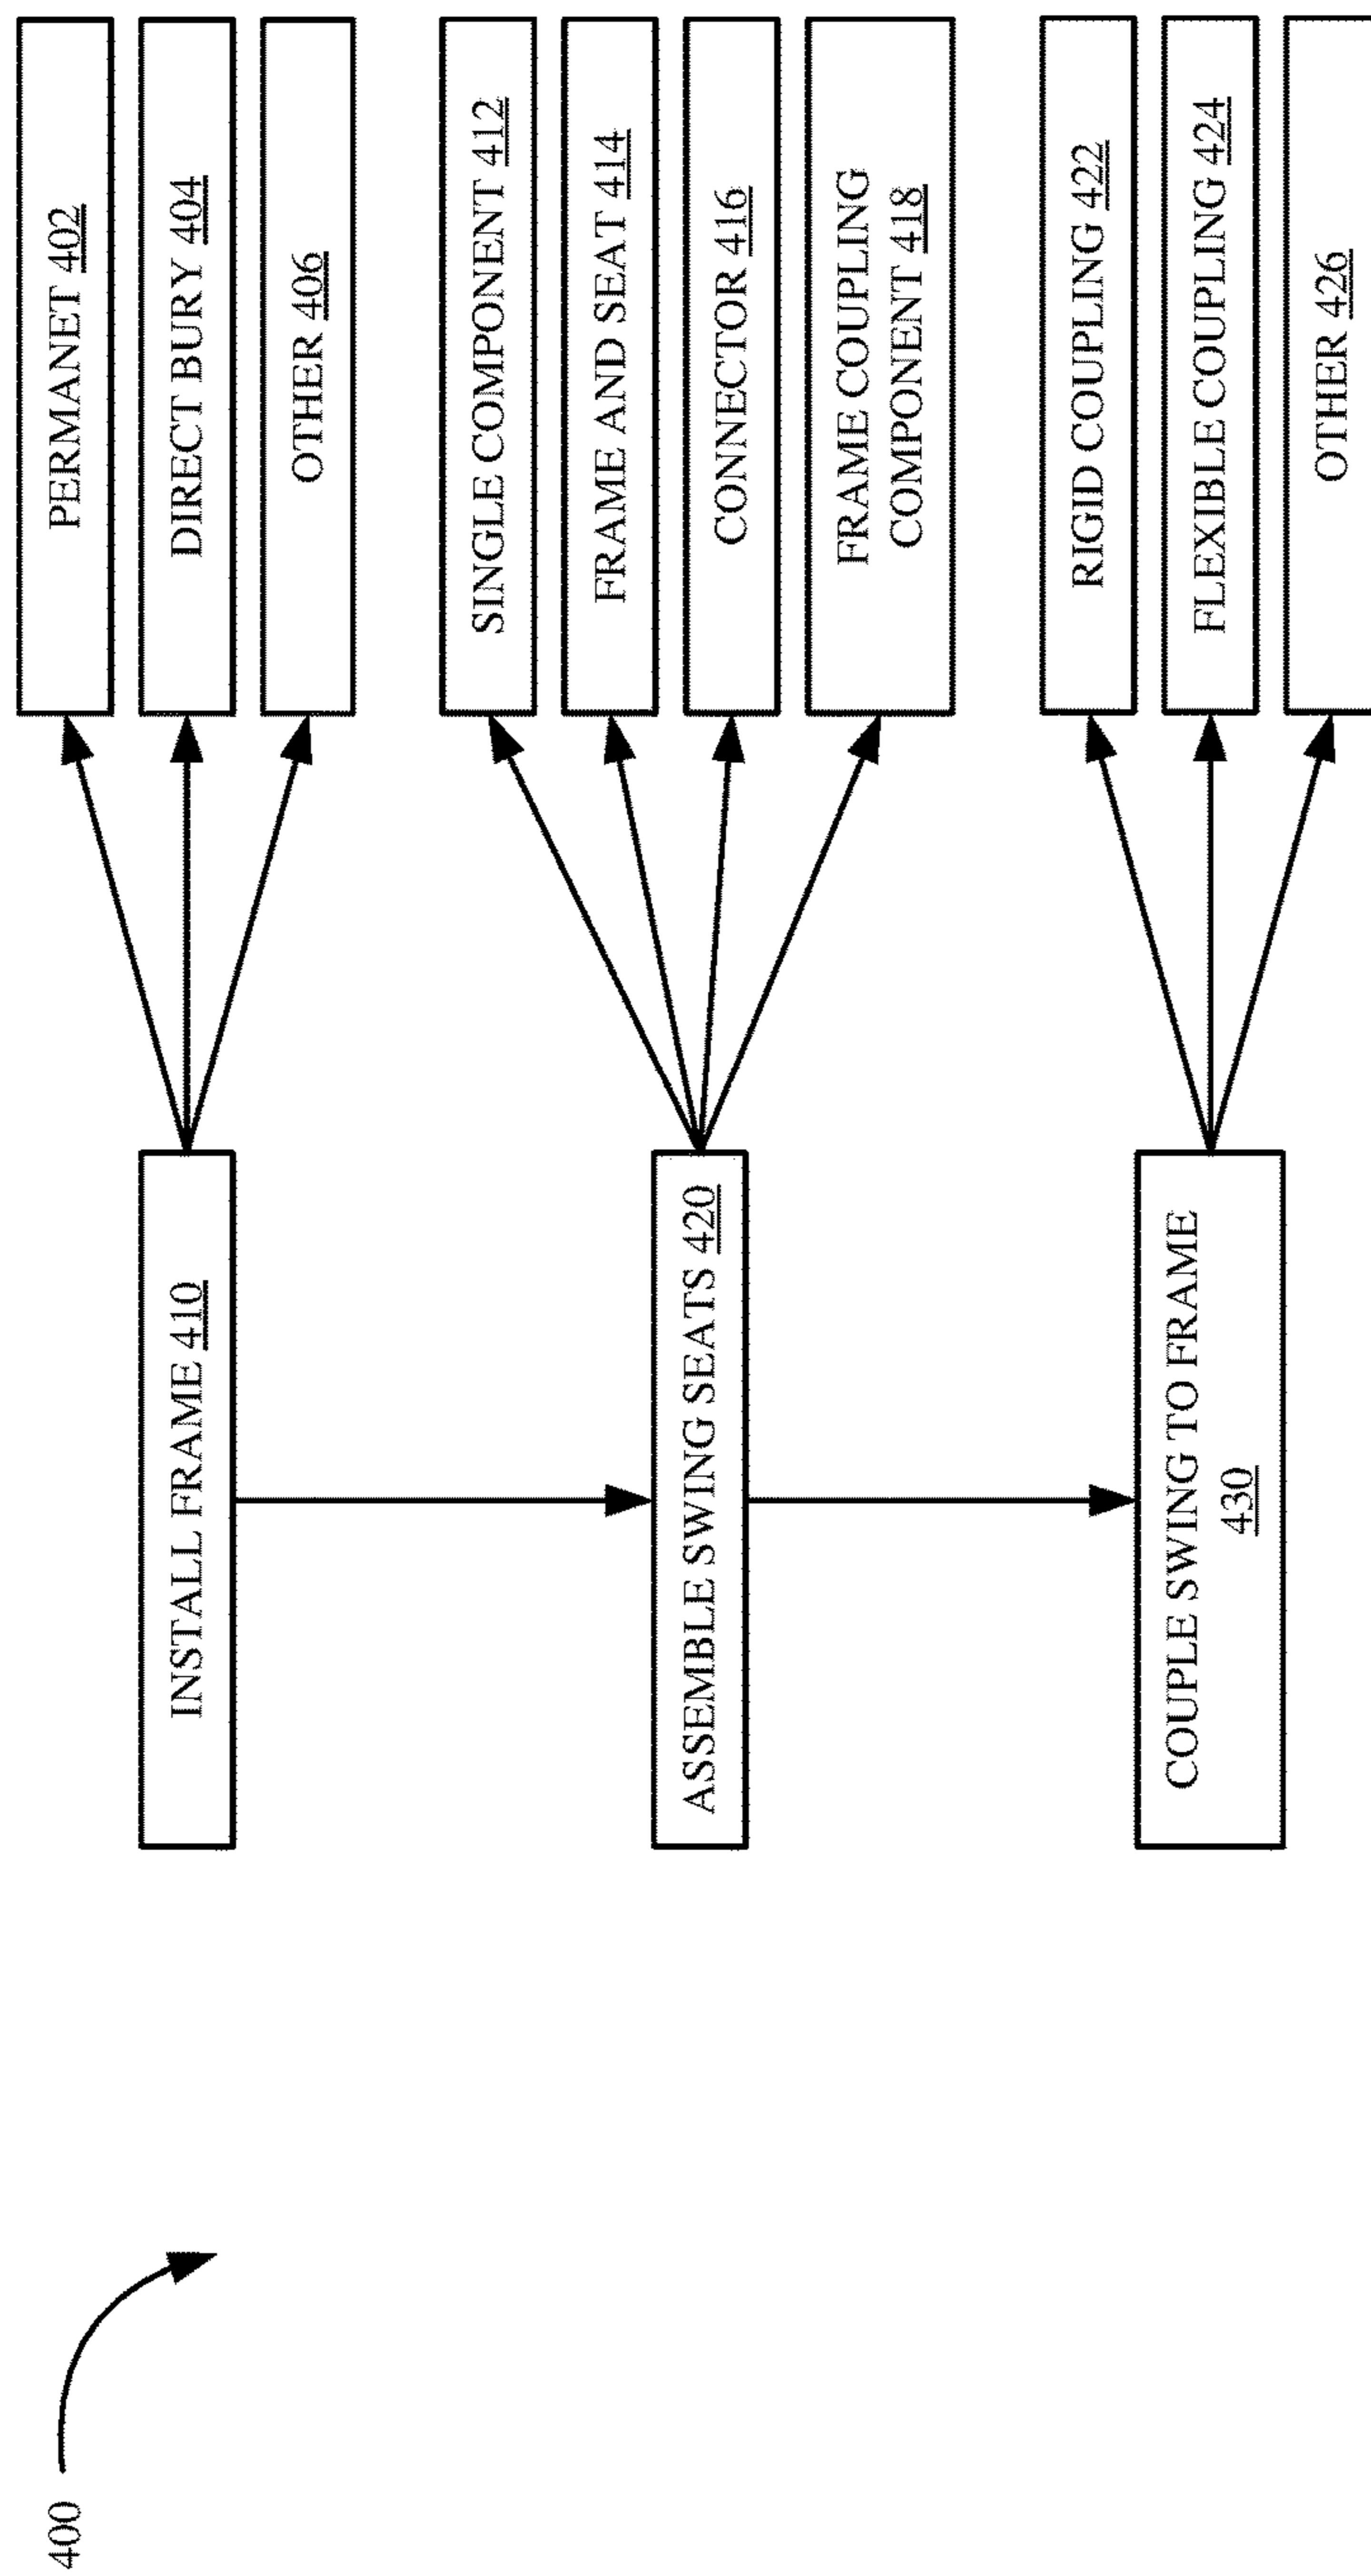 400
INSTALL FRAME 410
PERMANET 402
DIRECT BURY 404
OTHER 406
ASSEMBLE SWING SEATS 420
SINGLE COMPONENT 412
FRAME AND SEAT 414
CONNECTOR 416
FRAME COUPLING
COMPONENT 418
COUPLE SWING TO FRAME
430
RIGID COUPLING 422
FLEXIBLE COUPLING 424
OTHER 426